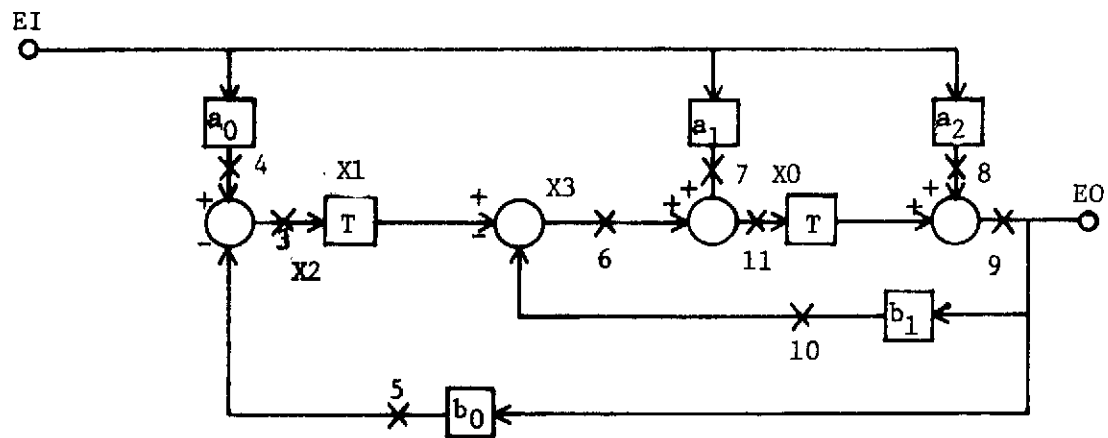 EI
a0 a1 a2
4 X1 X3 7 X0 8 EO
+ + + + + +
T T
- -
3 6 11 9
X2
b1
10
5
b0